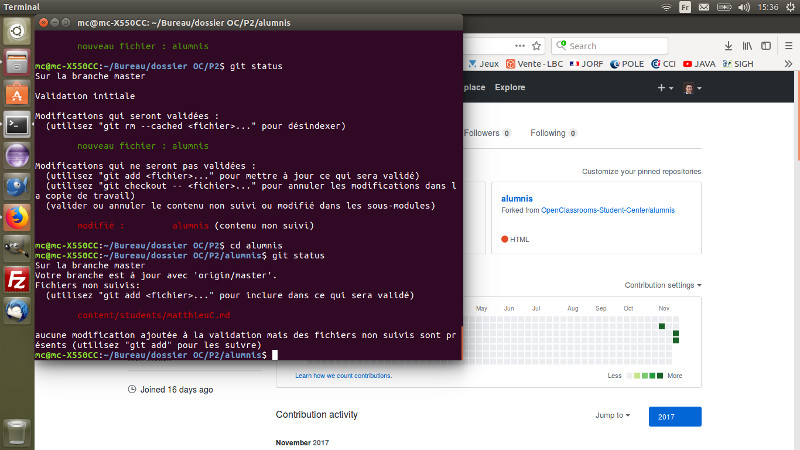 Terminal
Fr
15:36
mc@mc-X550CC: ~/Bureau/dossier OC/P2/alumnis
nouveau fichier : alumnis
mc@mc-X550CC:~/Bureau/dossier OC/P2$ git status
Sur la branche master
Validation initiale
Modifications qui seront validées :
(utilisez "git rm --cached <fichier>..." pour désindexer)
nouveau fichier : alumnis
Modifications qui ne seront pas validées :
(utilisez "git add <fichier>..." pour mettre à jour ce qui sera validé)
(utilisez "git checkout -- <fichier>..." pour annuler les modifications dans l
a copie de travail)
(valider ou annuler le contenu non suivi ou modifié dans les sous-modules)
modifié : alumnis (contenu non suivi)
mc@mc-X550CC:~/Bureau/dossier OC/P2$ cd alumnis
mc@mc-X550CC:~/Bureau/dossier OC/P2/alumnis$ git status
Sur la branche master
Votre branche est à jour avec 'origin/master'.
Fichiers non suivis:
(utilisez "git add <fichier>..." pour inclure dans ce qui sera validé)
content/students/matthieuC.md
aucune modification ajoutée à la validation mais des fichiers non suivis sont pr
ésents (utilisez "git add" pour les suivre)
mc@mc-X550CC:~/Bureau/dossier OC/P2/alumnis$
Search
Jeux
Vente - LBC
JORF
POLE
CCI
JAVA
SIGH
place
Explore
Followers 0
Following 0
Customize your pinned repositories
alumnis
Forked from OpenClassrooms-Student-Center/alumnis
HTML
Contribution settings
May Jun Jul Aug Sep Oct Nov
Learn how we count contributions.
Less
More
Joined 16 days ago
Contribution activity
Jump to
2017
November 2017